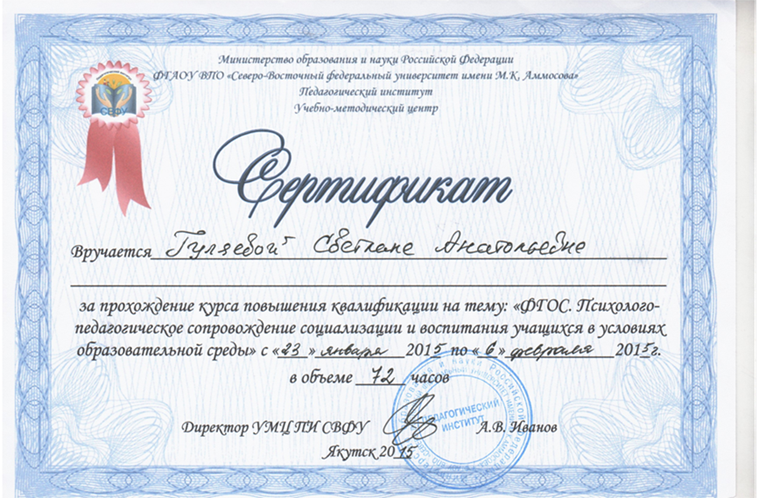 Министерство образования и науки Российской Федерации
ФГАОУ ВПО «Северо-Восточный федеральный университет имени М.К. Аммосова»
Педагогический институт
Учебно-методический центр
СВФУ
Сертификат
Вручается Гуляевой Светлане Анатольевне
за прохождение курса повышения квалификации на тему: «ФГОС. Психолого-
педагогическое сопровождение социализации и воспитания учащихся в условиях
образовательной среды» с «23» января 2015 по «6» февраля 2015г.
в объеме 72 часов
ПЕДАГОГИЧЕСКИЙ
ИНСТИТУТ
Директор УМЦ ПИ СВФУ А.В. Иванов
Якутск 2015